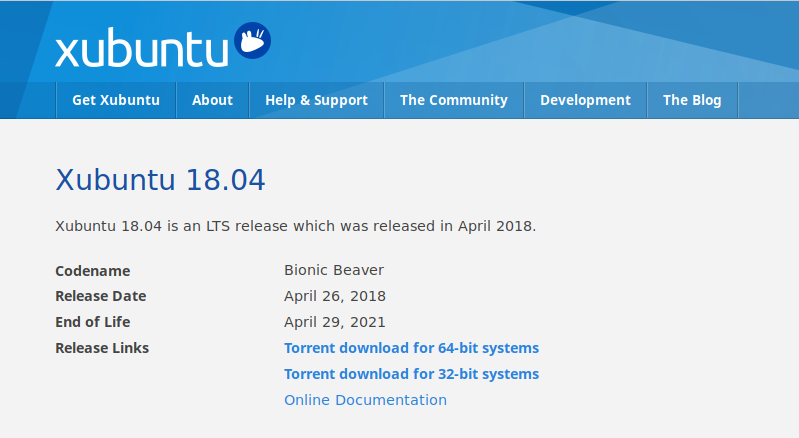 xubuntu
Get Xubuntu About Help & Support The Community Development The Blog
Xubuntu 18.04
Xubuntu 18.04 is an LTS release which was released in April 2018.
Codename Bionic Beaver
Release Date April 26, 2018
End of Life April 29, 2021
Release Links Torrent download for 64-bit systems
Torrent download for 32-bit systems
Online Documentation